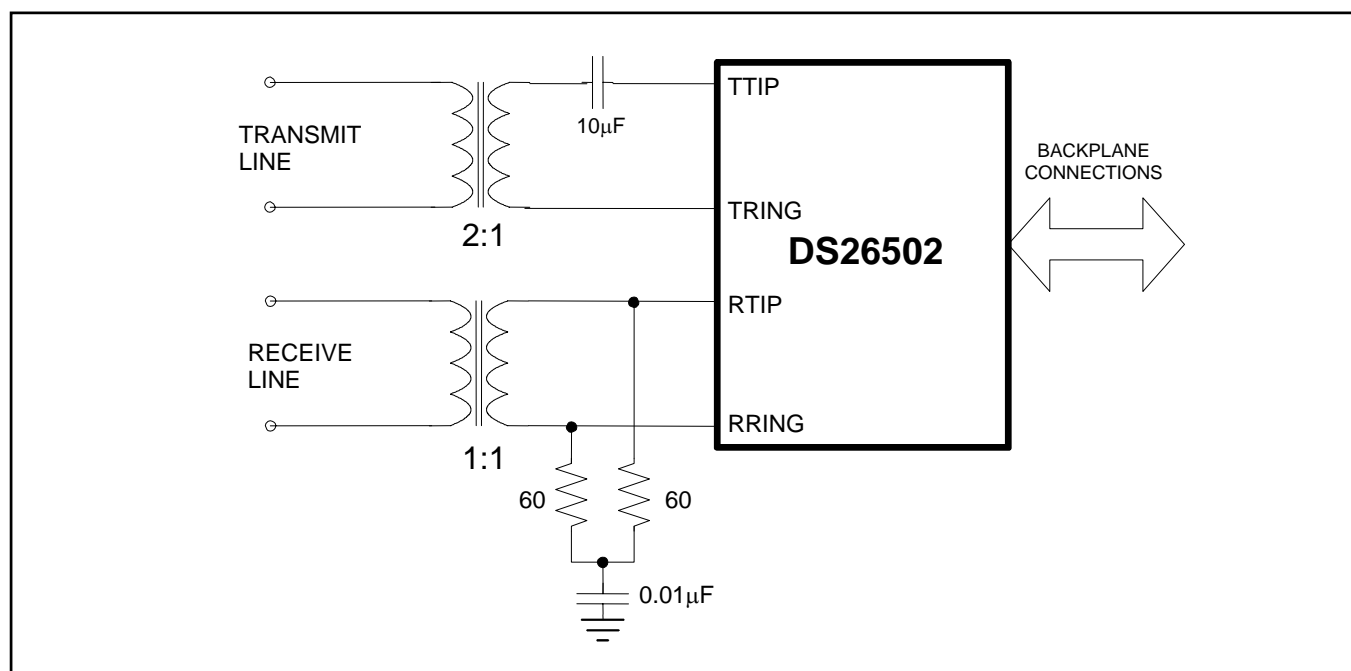 TTIP
10μF
TRANSMIT
LINE
BACKPLANE
CONNECTIONS
TRING
2:1
DS26502
RTIP
RECEIVE
LINE
RRING
1:1
60
60
0.01μF